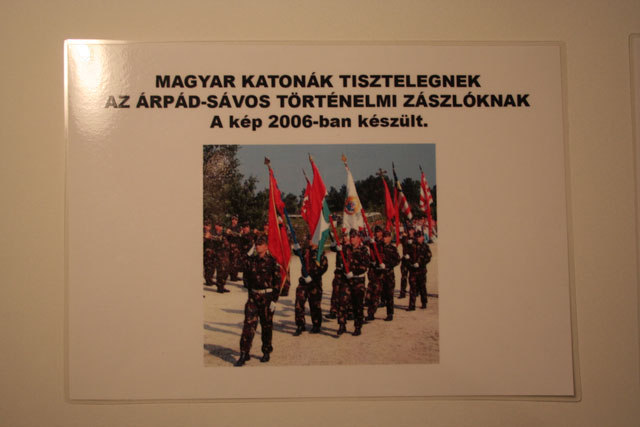 MAGYAR KATONÁK TISZTELEGNEK
AZ ÁRPÁD-SÁVOS TÖRTÉNELMI ZÁSZLÓKNAK
A kép 2006-ban készült.